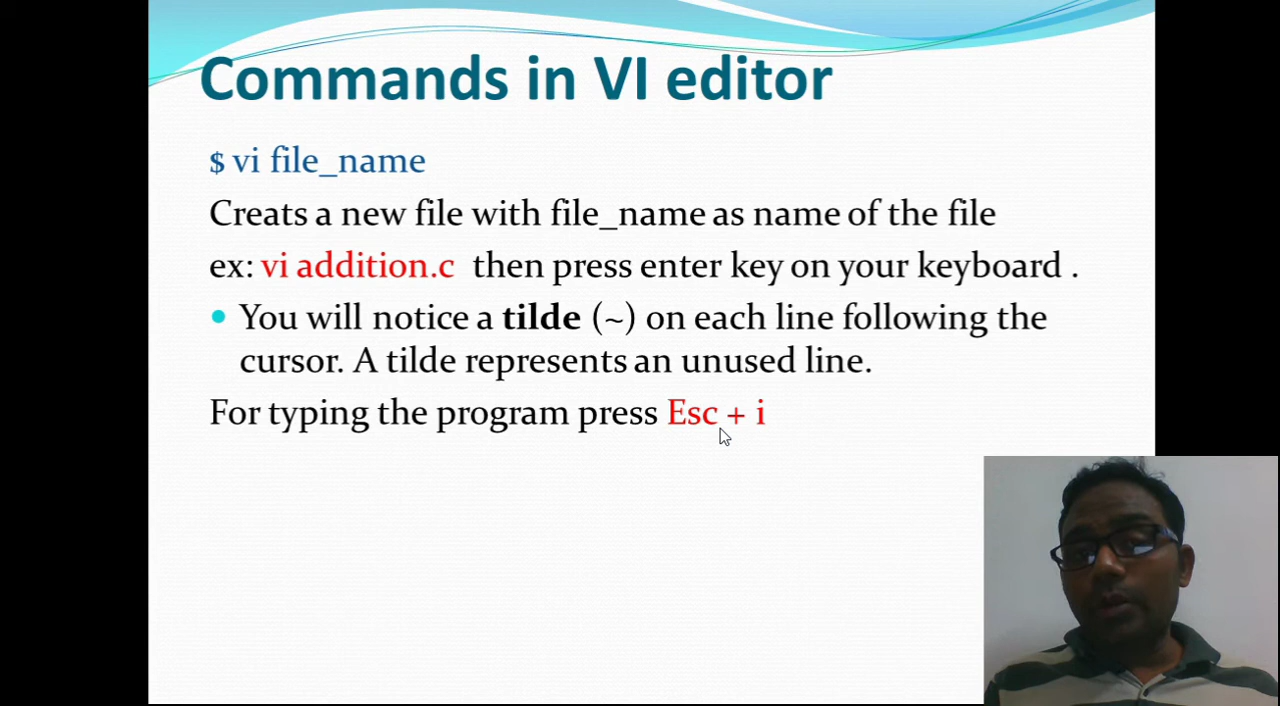 Commands in VI editor
$ vi file_name
Creats a new file with file_name as name of the file
ex: vi addition.c then press enter key on your keyboard .
You will notice a tilde (~) on each line following the
cursor. A tilde represents an unused line.
For typing the program press Esc + i